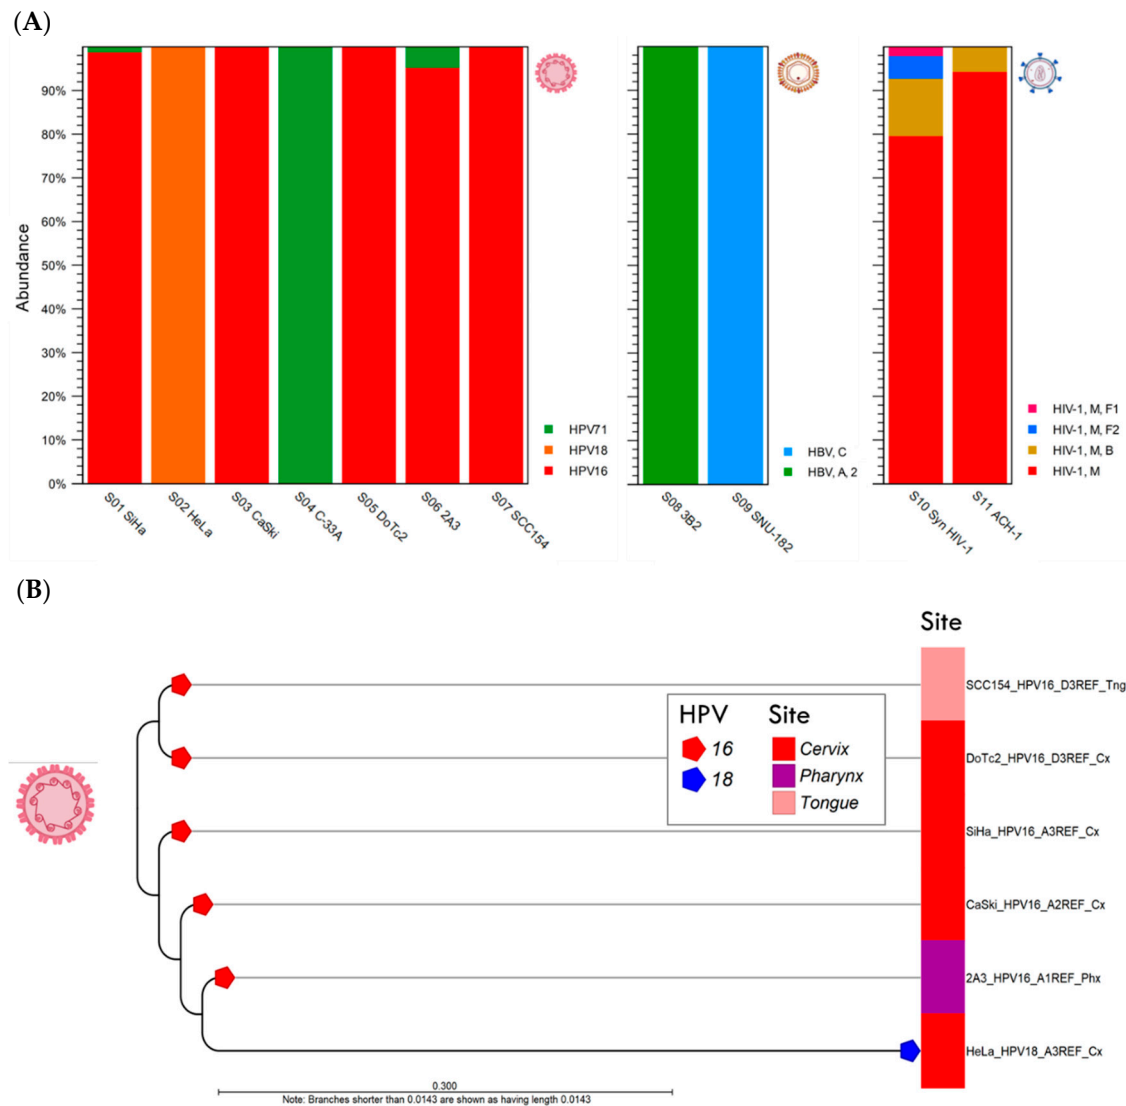 (A)
Abundance
90%
80%
70%
60%
50%
40%
30%
20%
10%
0%
S01 SiHa
S02 HeLa
S03 CaSki
S04 C-33A
S05 DoTc2
S06 2A3
S07 SCC154
HPV71
HPV18
HPV16
S08 3B2
S09 SNU-182
HBV, C
HBV, A, 2
S10 Syn HIV-1
S11 ACH-1
HIV-1, M, F1
HIV-1, M, F2
HIV-1, M, B
HIV-1, M
(B)
Site
SCC154_HPV16_D3REF_Tng
DoTc2_HPV16_D3REF_Cx
SiHa_HPV16_A3REF_Cx
CaSki_HPV16_A2REF_Cx
2A3_HPV16_A1REF_Phx
HeLa_HPV18_A3REF_Cx
HPV
16
18
Site
Cervix
Pharynx
Tongue
0.300
Note: Branches shorter than 0.0143 are shown as having length 0.0143